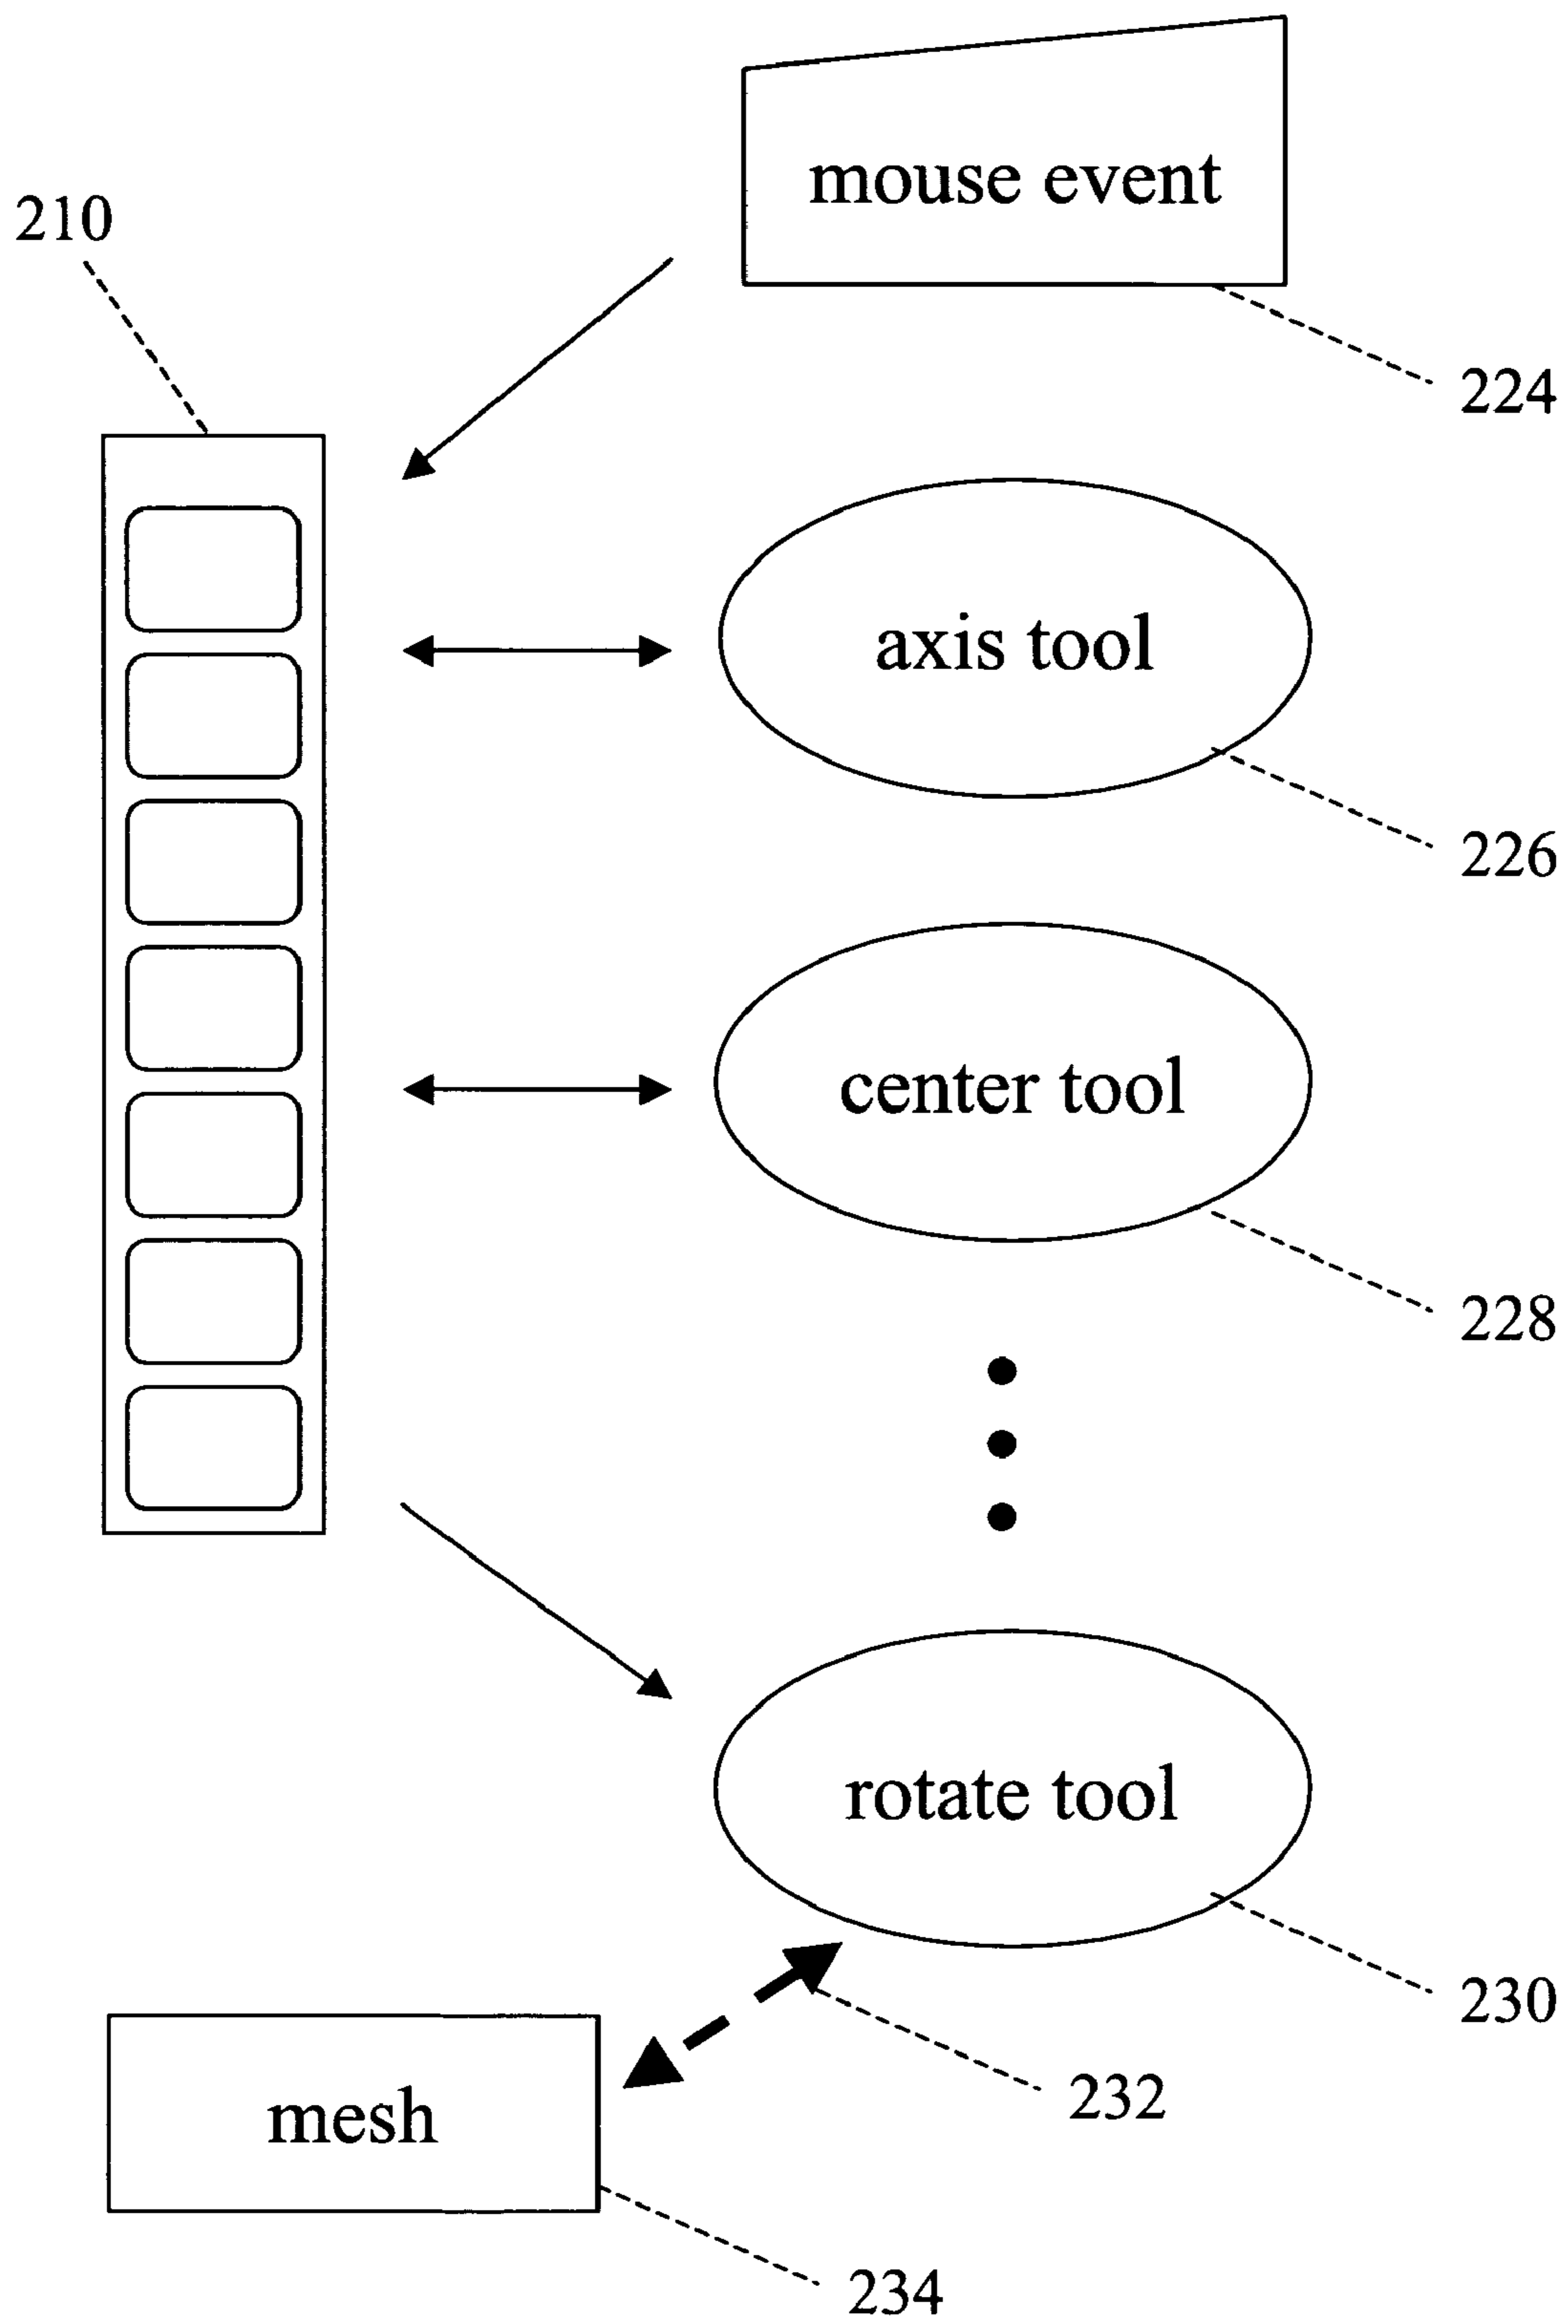 mouse event
210
224
axis tool
226
center tool
228
rotate tool
230
232
mesh
234